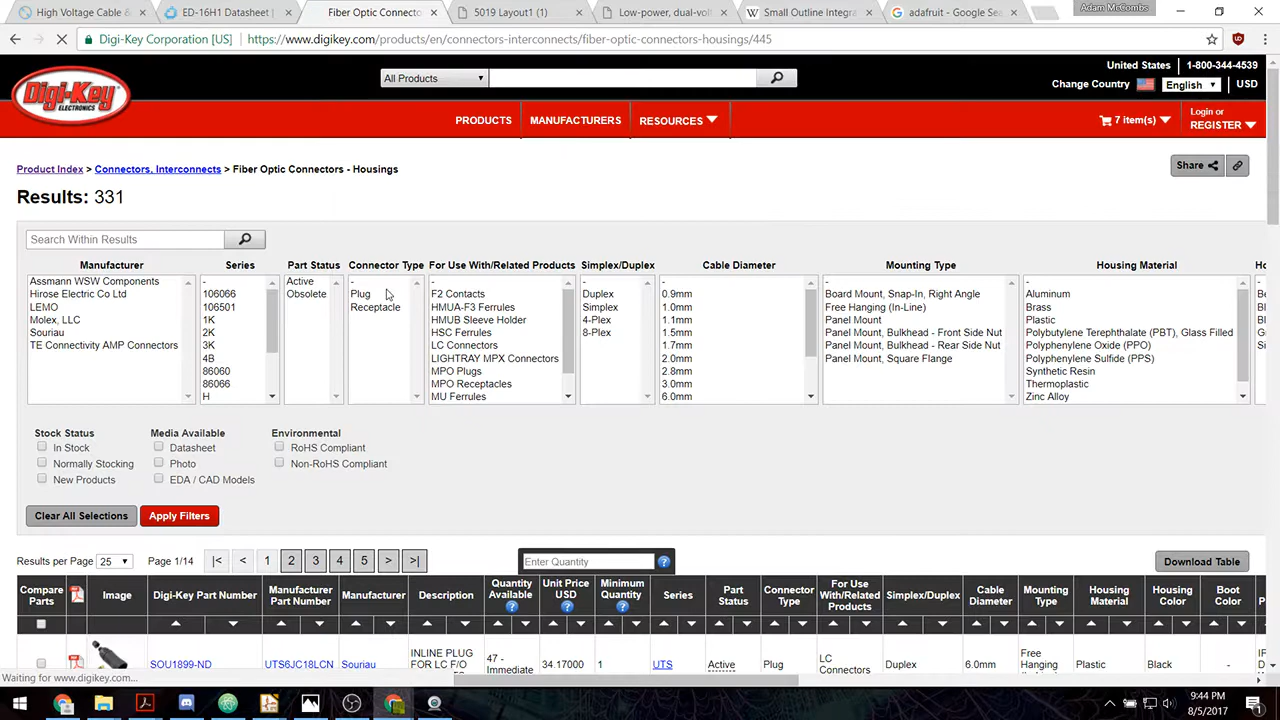 High Voltage Cable &
ED-16H1 Datasheet |
Fiber Optic Connecto
5019 Layout1 (1)
Low-power, dual-vol
W Small Outline Integra
adafruit - Google Sea
Adam McCombs
Digi-Key Corporation [US] https://www.digikey.com/products/en/connectors-interconnects/fiber-optic-connectors-housings/445
United States 1-800-344-4539
Change Country English USD
Digi-Key ELECTRONICS
All Products
PRODUCTS MANUFACTURERS RESOURCES
7 item(s) Login or REGISTER
Product Index > Connectors, Interconnects > Fiber Optic Connectors - Housings
Share
Results: 331
Search Within Results
Manufacturer
Assmann WSW Components
Hirose Electric Co Ltd
LEMO
Molex, LLC
Souriau
TE Connectivity AMP Connectors
Series
-
106066
106501
1K
2K
3K
4B
86060
86066
H
Part Status
Active
Obsolete
Connector Type
-
Plug
Receptacle
For Use With/Related Products
-
F2 Contacts
HMUA-F3 Ferrules
HMUB Sleeve Holder
HSC Ferrules
LC Connectors
LIGHTRAY MPX Connectors
MPO Plugs
MPO Receptacles
MU Ferrules
Simplex/Duplex
-
Duplex
Simplex
4-Plex
8-Plex
Cable Diameter
-
0.9mm
1.0mm
1.1mm
1.5mm
1.7mm
2.0mm
2.8mm
3.0mm
6.0mm
Mounting Type
-
Board Mount, Snap-In, Right Angle
Free Hanging (In-Line)
Panel Mount
Panel Mount, Bulkhead - Front Side Nut
Panel Mount, Bulkhead - Rear Side Nut
Panel Mount, Square Flange
Housing Material
-
Aluminum
Brass
Plastic
Polybutylene Terephthalate (PBT), Glass Filled
Polyphenylene Oxide (PPO)
Polyphenylene Sulfide (PPS)
Synthetic Resin
Thermoplastic
Zinc Alloy
Ho
-
Be
Bl
Gr
Si
Stock Status
In Stock
Normally Stocking
New Products
Media Available
Datasheet
Photo
EDA / CAD Models
Environmental
RoHS Compliant
Non-RoHS Compliant
Clear All Selections
Apply Filters
Results per Page 25 Page 1/14 |< < 1 2 3 4 5 > >|
Enter Quantity ?
Download Table
Compare Parts
Image
Digi-Key Part Number
Manufacturer Part Number
Manufacturer
Description
Quantity Available ?
Unit Price USD ?
Minimum Quantity ?
Series
Part Status
Connector Type
For Use With/Related Products
Simplex/Duplex
Cable Diameter
Mounting Type
Housing Material
Housing Color
Boot Color
SOU1899-ND
UTS6JC18LCN
Souriau
INLINE PLUG FOR LC F/O
47 - Immediate
34.17000
1
UTS
Active
Plug
LC Connectors
Duplex
6.0mm
Free Hanging
Plastic
Black
-
Waiting for www.digikey.com...
9:44 PM
8/5/2017